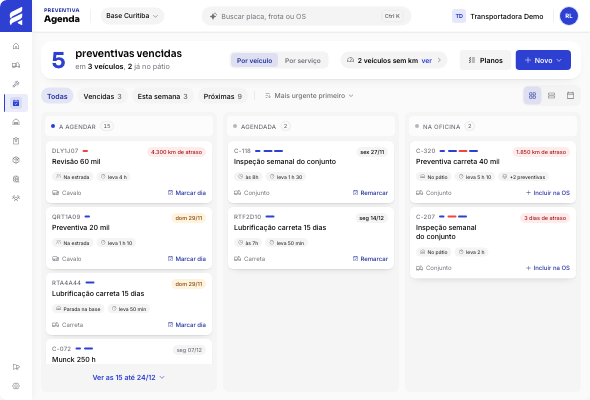 PREVENTIVA
Agenda
Base Curitiba
Buscar placa, frota ou OS
Ctrl K
TD
Transportadora Demo
RL
5
preventivas vencidas
em 3 veículos, 2 já no pátio
Por veículo
Por serviço
2 veículos sem km ver
Planos
Novo
Todas
Vencidas 3
Esta semana 3
Próximas 9
Mais urgente primeiro
A AGENDAR 15
DLY1J07
4.300 km de atraso
Revisão 60 mil
Na estrada
leva 4 h
Cavalo
Marcar dia
QRT1A09
dom 29/11
Preventiva 20 mil
Na estrada
leva 1 h 10
Cavalo
Marcar dia
RTA4A44
dom 29/11
Lubrificação carreta 15 dias
Parada na base
leva 50 min
Carreta
Marcar dia
C-072
seg 07/12
Munck 250 h
Ver as 15 até 24/12
AGENDADA 2
C-118
sex 27/11
Inspeção semanal do conjunto
às 8h
leva 1 h 30
Conjunto
Remarcar
RTF2D10
seg 14/12
Lubrificação carreta 15 dias
às 7h
leva 50 min
Carreta
Remarcar
NA OFICINA 2
C-320
1.850 km de atraso
Preventiva carreta 40 mil
No pátio
leva 5 h 10
+2 preventivas
Conjunto
Incluir na OS
C-207
3 dias de atraso
Inspeção semanal
do conjunto
No pátio
leva 2 h
Conjunto
Incluir na OS